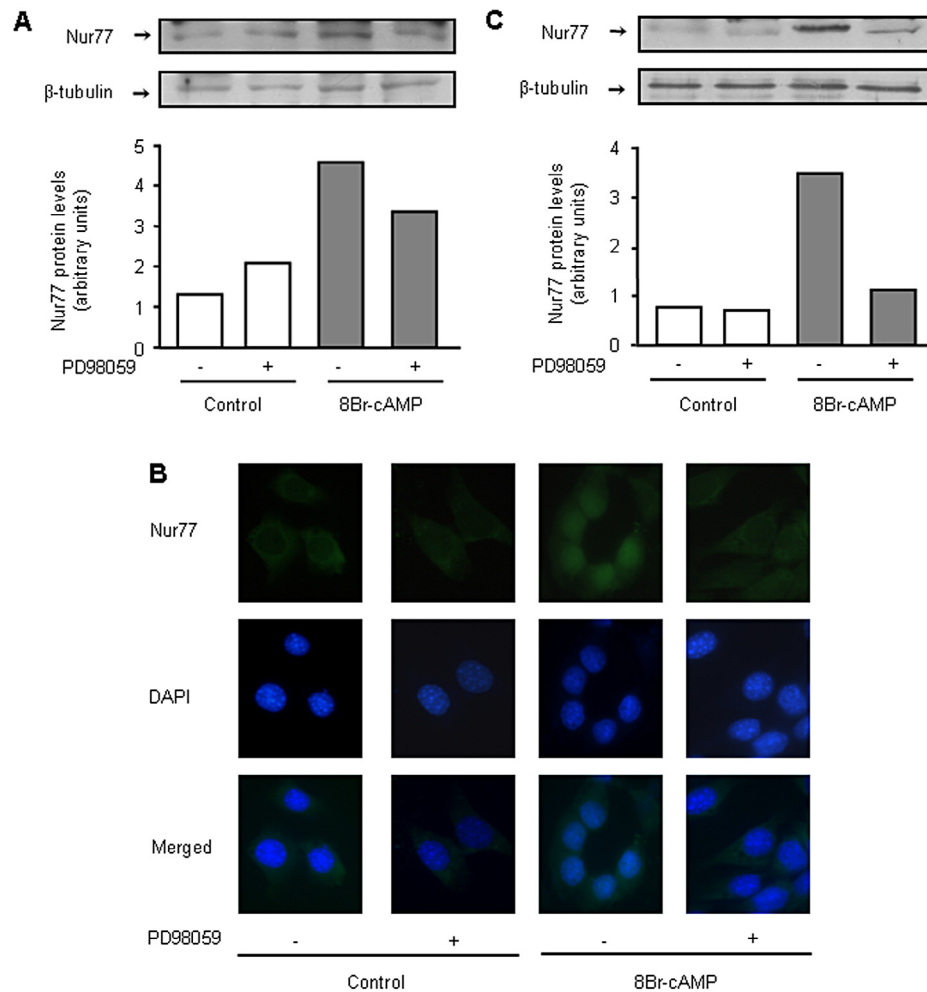 A
Nur77
β-tubulin
Nur77 protein levels
(arbitrary units)
5
4
3
2
1
0
PD98059
- + - +
Control 8Br-cAMP
C
Nur77
β-tubulin
Nur77 protein levels
(arbitrary units)
4
3
2
1
0
PD98059
- + - +
Control 8Br-cAMP
B
Nur77
DAPI
Merged
PD98059 - + - +
Control 8Br-cAMP